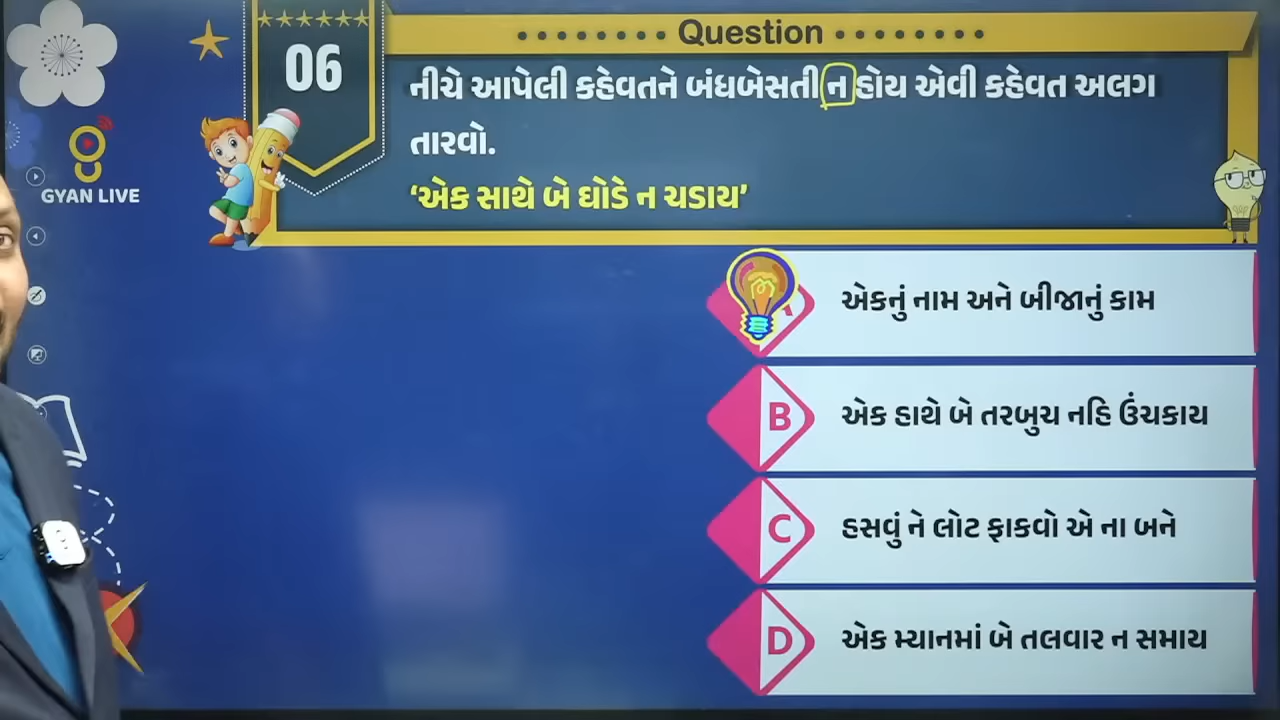 06
Question
નીચે આપેલી કહેવતને બંધબેસતી ન હોય એવી કહેવત અલગ
તારવો.
‘એક સાથે બે ઘોડે ન ચડાય’
GYAN LIVE
A
એકનું નામ અને બીજાનું કામ
B
એક હાથે બે તરબુચ નહિ ઉંચકાય
C
હસવું ને લોટ ફાકવો એ ના બને
D
એક મ્યાનમાં બે તલવાર ન સમાય